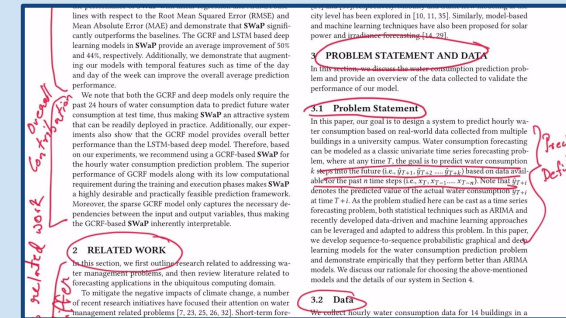 lines with respect to the Root Mean Squared Error (RMSE) and
Mean Absolute Error (MAE) and demonstrate that SWaP signifi-
cantly outperforms the baselines. The GCRF and LSTM based deep
learning models in SWaP provide an average improvement of 50%
and 44%, respectively. Additionally, we demonstrate that augment-
ing our models with temporal features such as time of the day
and day of the week can improve the overall average prediction
performance.
We note that both the GCRF and deep models only require the
past 24 hours of water consumption data to predict future water
consumption at test time, thus making SWaP an attractive system
that can be readily deployed in practice. Additionally, our exper-
iments also show that the GCRF model provides overall better
performance than the LSTM-based deep model. Therefore, based
on our experiments, we recommend using a GCRF-based SWaP for
the hourly water consumption prediction problem. The superior
performance of GCRF models along with its low computational
requirement during the training and execution phases makes SWaP
a highly desirable and practically feasible prediction framework.
Moreover, the sparse GCRF model only captures the necessary de-
pendencies between the input and output variables, thus making
the GCRF-based SWaP inherently interpretable.
2 RELATED WORK
In this section, we first outline research related to addressing wa-
ter management problems, and then review literature related to
forecasting applications in the ubiquitous computing domain.
To mitigate the negative impacts of climate change, a number
of recent initiatives have focused their attention on water
management related problems [7, 23, 25, 26, 32]. Short-term fore-
city level has been explored in [10, 11, 35]. Similarly, model-based
and machine learning techniques have also been proposed for solar
power and irradiance forecasting [14, 29].
3 PROBLEM STATEMENT AND DATA
In this section, we discuss the water consumption prediction prob-
lem and provide an overview of the data collected to validate the
performance of our model.
3.1 Problem Statement
In this paper, our goal is to design a system to predict hourly wa-
ter consumption based on real-world data collected from multiple
buildings in a university campus. Water consumption forecasting
can be modeled as a classic univariate time series forecasting prob-
lem, where at any time T, the goal is to predict water consumption
k steps into the future (i.e., ŷT+1, ŷT+2 .... ŷT+k) based on data avail-
able for the past n time steps (i.e., xT, xT−1.... xT−n). Note that ŷT+i
denotes the predicted value of the actual water consumption yT+i
at time T+i. As the problem studied here can be cast as a time series
forecasting problem, both statistical techniques such as ARIMA and
recently developed data-driven and machine learning approaches
can be leveraged and adapted to address this problem. In this paper,
we develop sequence-to-sequence probabilistic graphical and deep
learning models for the water consumption prediction problem
and demonstrate empirically that they perform better than ARIMA
models. We discuss our rationale for choosing the above-mentioned
models and the details of our system in Section 4.
3.2 Data
We collect hourly water consumption data for 14 buildings in a
Overall
Contribution
related work